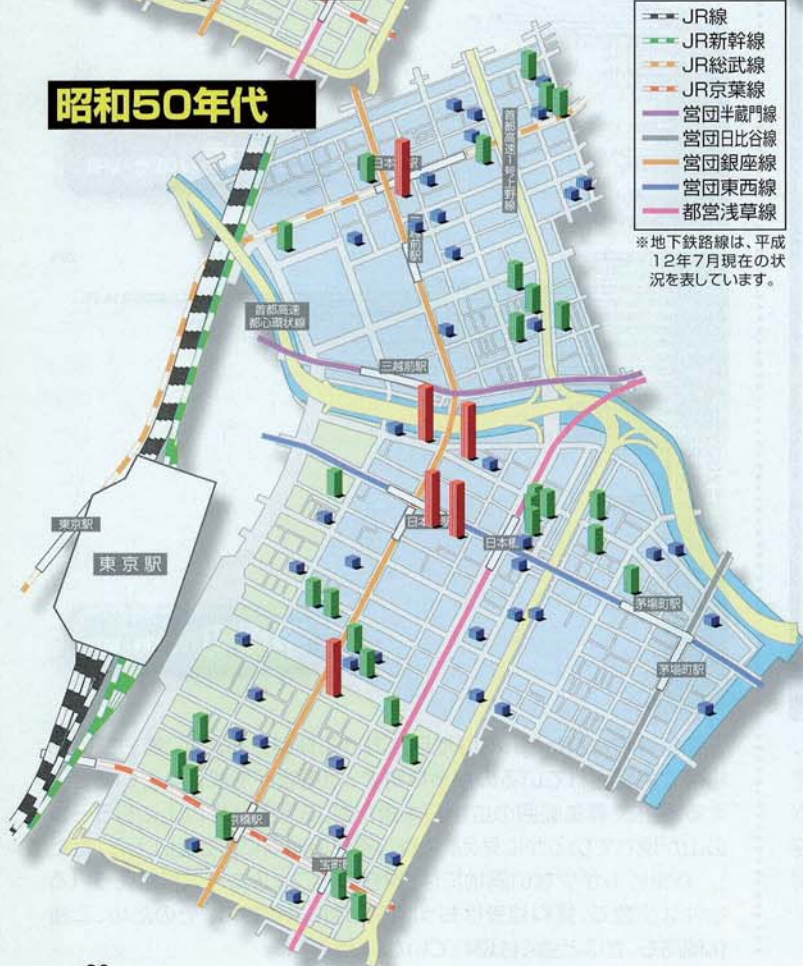 昭和50年代
JR線
JR新幹線
JR総武線
JR京葉線
営団半蔵門線
営団日比谷線
営団銀座線
営団東西線
都営浅草線
※地下鉄路線は、平成
12年7月現在の状
況を表しています。
首都高速1号上野線
首都高速
都心環状線
三越前駅
東京駅
東京駅
茅場町駅
茅場町駅
京橋駅